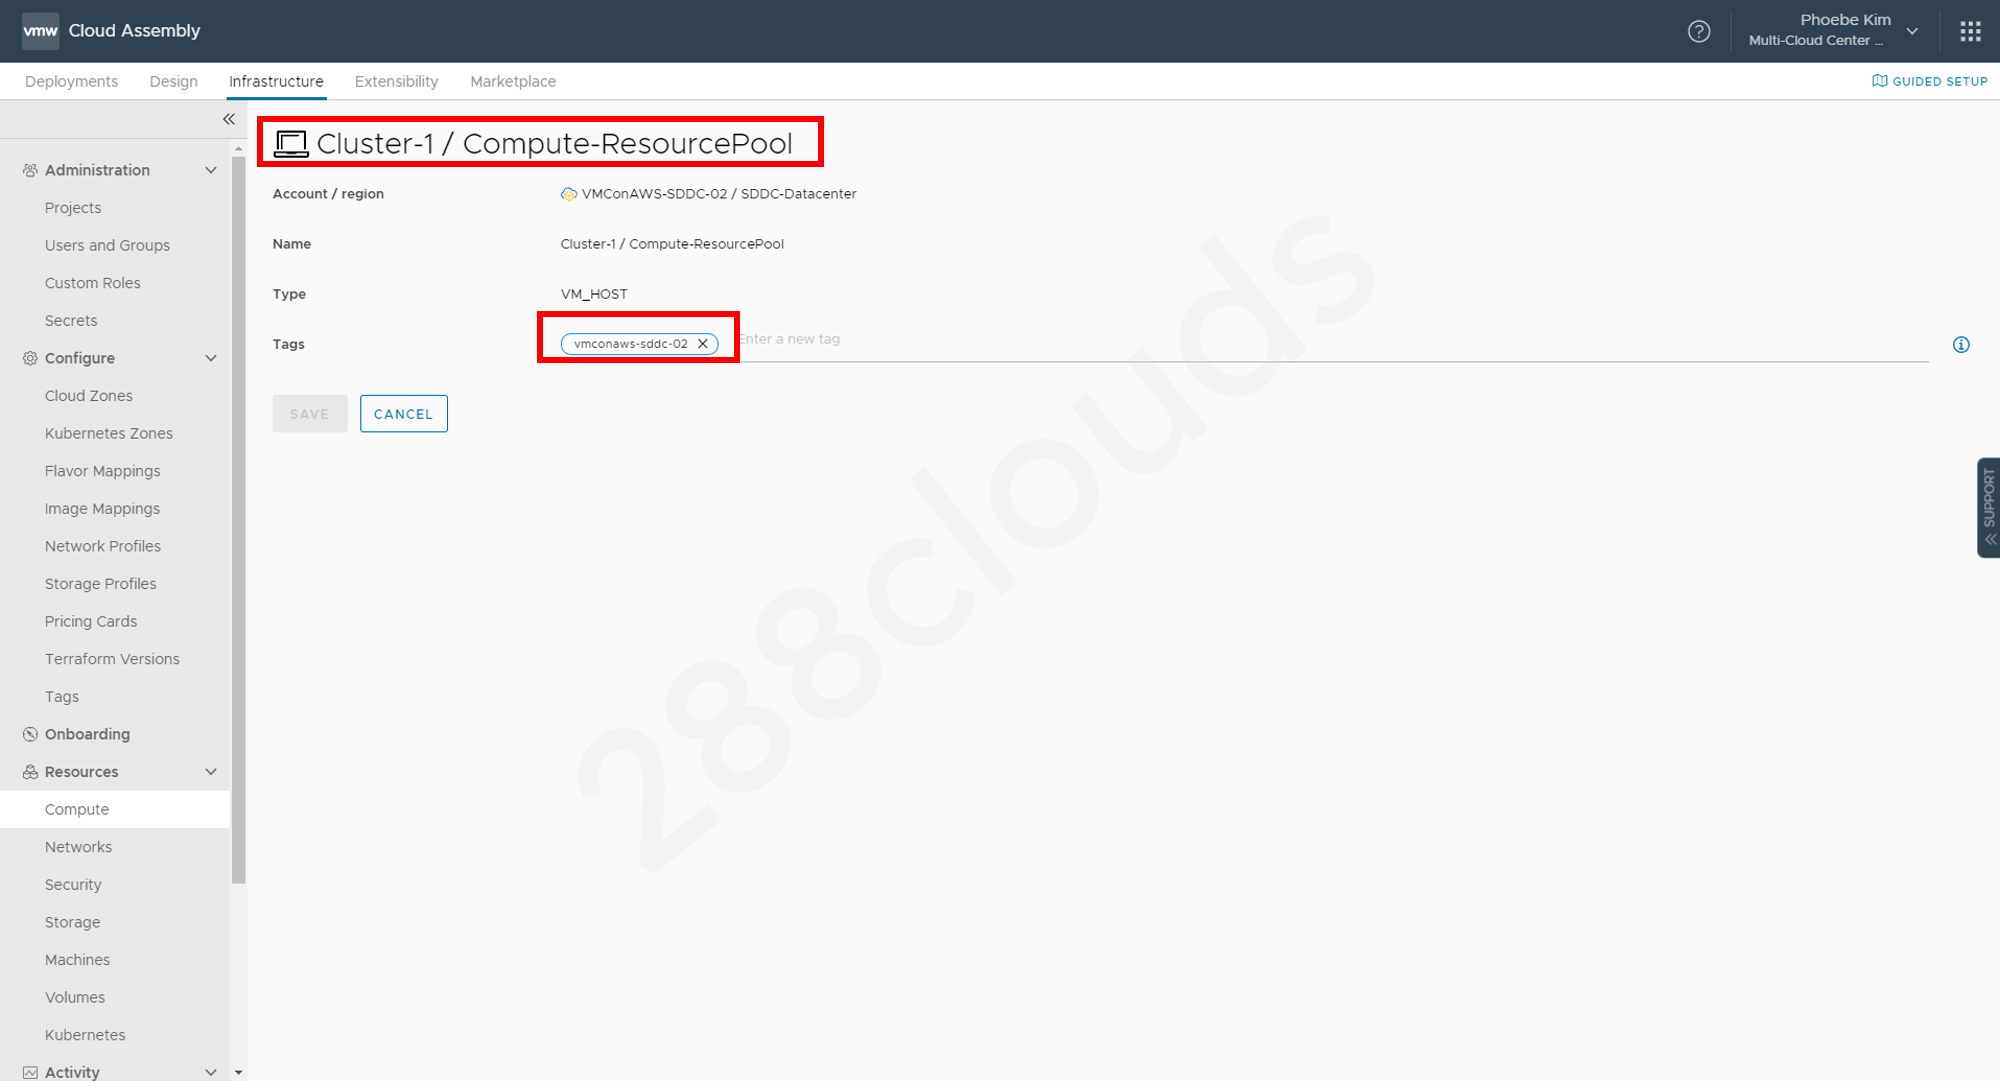 vmw Cloud Assembly
Phoebe Kim
Multi-Cloud Center ...
Deployments Design Infrastructure Extensibility Marketplace
GUIDED SETUP
Administration
Projects
Users and Groups
Custom Roles
Secrets
Configure
Cloud Zones
Kubernetes Zones
Flavor Mappings
Image Mappings
Network Profiles
Storage Profiles
Pricing Cards
Terraform Versions
Tags
Onboarding
Resources
Compute
Networks
Security
Storage
Machines
Volumes
Kubernetes
Activity
Cluster-1 / Compute-ResourcePool
Account / region VMConAWS-SDDC-02 / SDDC-Datacenter
Name Cluster-1 / Compute-ResourcePool
Type VM_HOST
Tags vmconaws-sddc-02 Enter a new tag
SAVE CANCEL
SUPPORT
288clouds